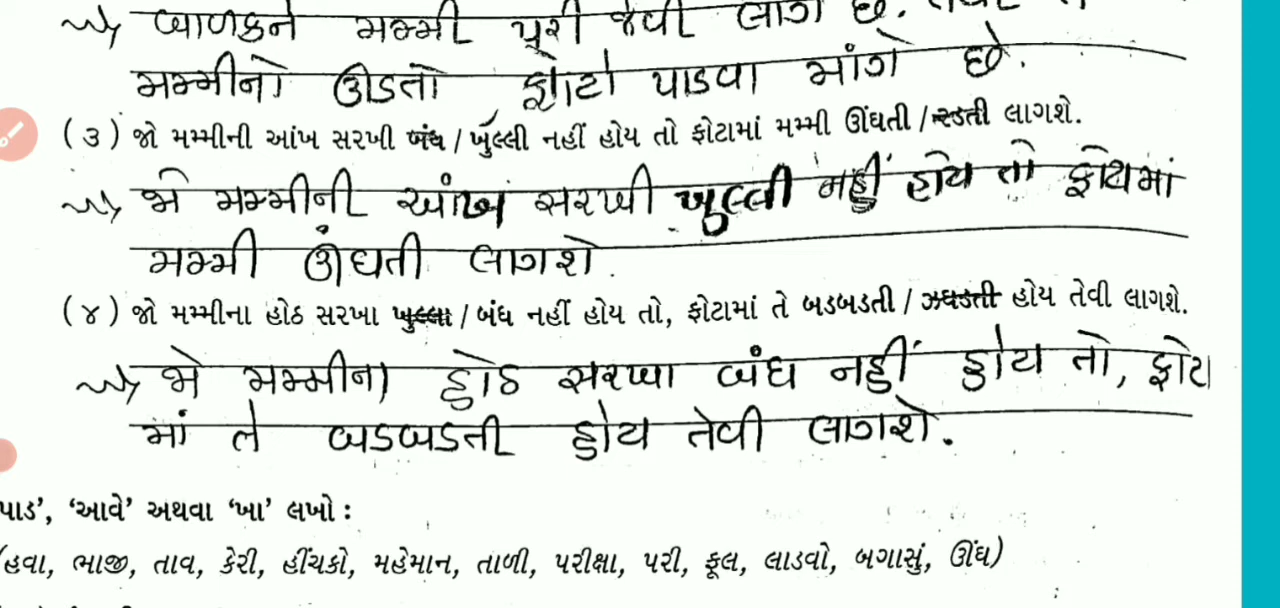 બાળકને મમ્મી પૂરી જેવી લાગે છે.
મમ્મીનો ઊડતો ફોટો પાડવા માંગે છે.
(૩) જો મમ્મીની આંખ સરખી બંધ / ખુલ્લી નહીં હોય તો ફોટામાં મમ્મી ઊંઘતી / રડતી લાગશે.
જો મમ્મીની આંખ સરખી ખુલ્લી નહીં હોય તો ફોટામાં
મમ્મી ઊંઘતી લાગશે.
(૪) જો મમ્મીના હોઠ સરખા ખુલ્લા / બંધ નહીં હોય તો, ફોટામાં તે બડબડતી / ઝઘડતી હોય તેવી લાગશે.
જો મમ્મીના હોઠ સરખા બંધ નહીં હોય તો, ફોટા
માં તે બડબડતી હોય તેવી લાગશે.
પાડ’, ‘આવે’ અથવા ‘ખા’ લખો :
(હવા, ભાજી, તાવ, કેરી, હીંચકો, મહેમાન, તાળી, પરીક્ષા, પરી, ફૂલ, લાડવો, બગાસું, ઊંઘ)